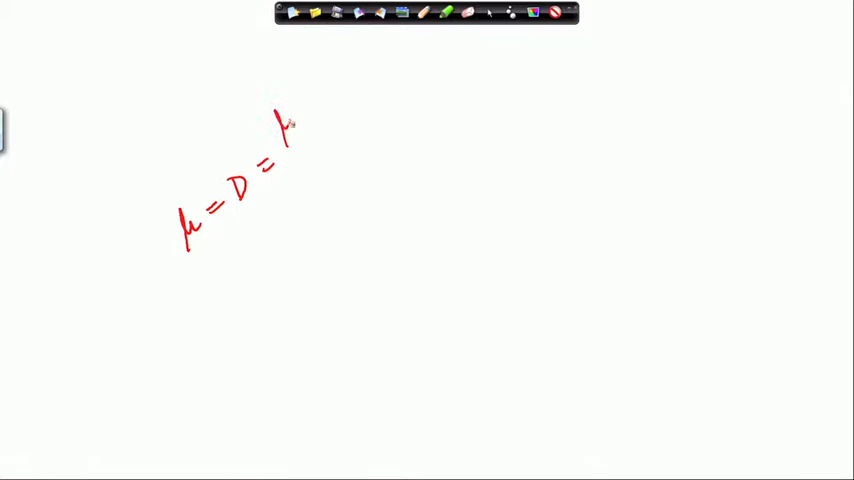 μ = D = μ